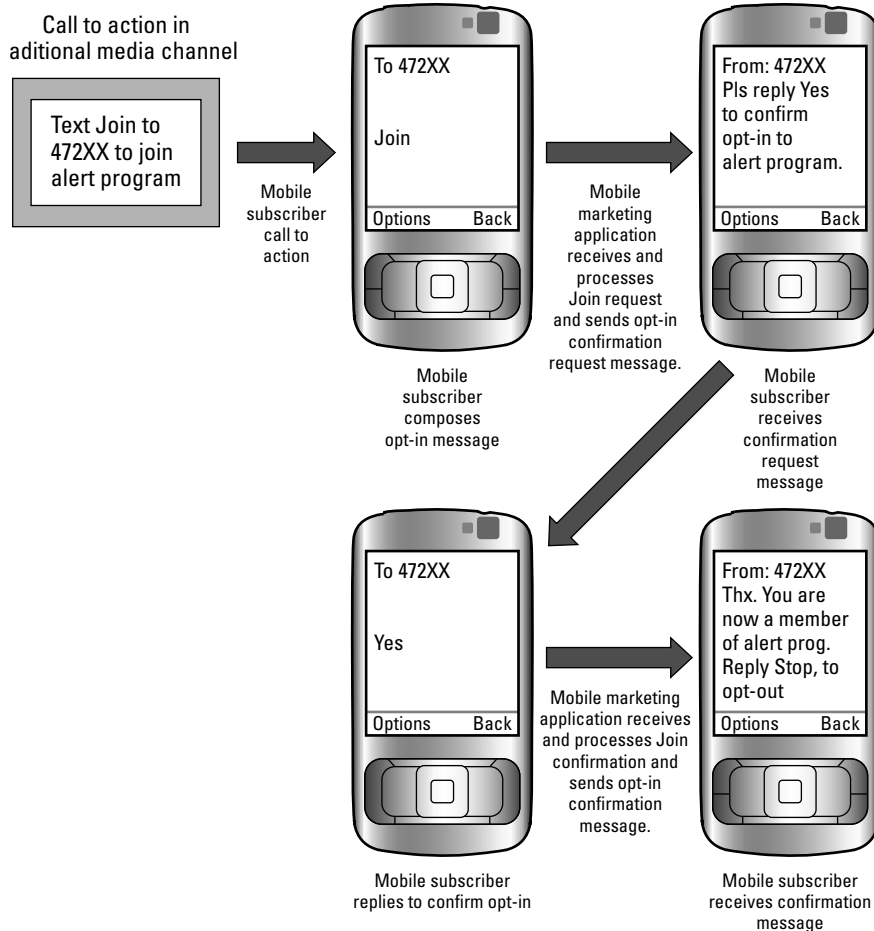 Call to action in
aditional media channel
Text Join to
472XX to join
alert program
Mobile
subscriber
call to
action
To 472XX
Join
Options Back
Mobile
subscriber
composes
opt-in message
Mobile
marketing
application
receives and
processes
Join request
and sends opt-in
confirmation
request message.
From: 472XX
Pls reply Yes
to confirm
opt-in to
alert program.
Options Back
Mobile
subscriber
receives
confirmation
request
message
To 472XX
Yes
Options Back
Mobile subscriber
replies to confirm opt-in
Mobile marketing
application receives
and processes Join
confirmation and
sends opt-in
confirmation
message.
From: 472XX
Thx. You are
now a member
of alert prog.
Reply Stop, to
opt-out
Options Back
Mobile subscriber
receives confirmation
message